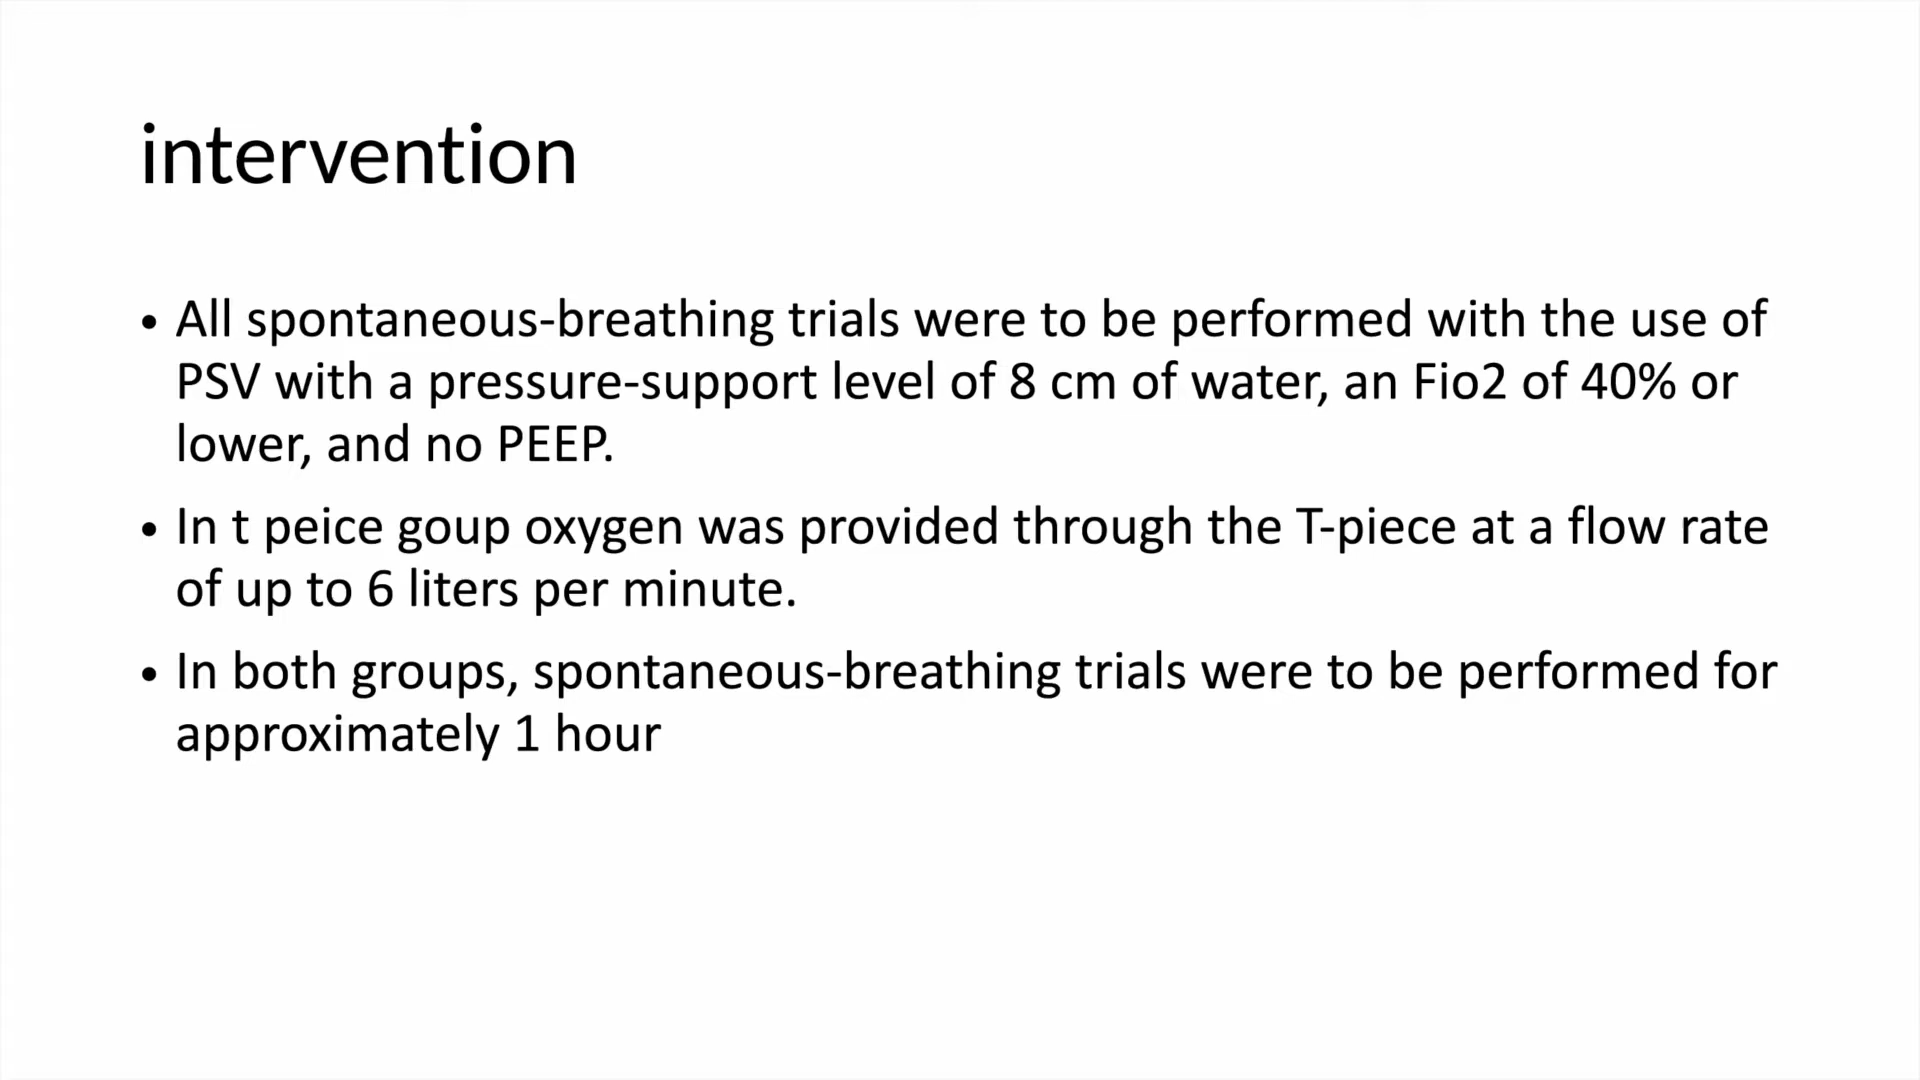 intervention
• All spontaneous-breathing trials were to be performed with the use of
PSV with a pressure-support level of 8 cm of water, an Fio2 of 40% or
lower, and no PEEP.
• In t peice goup oxygen was provided through the T-piece at a flow rate
of up to 6 liters per minute.
• In both groups, spontaneous-breathing trials were to be performed for
approximately 1 hour